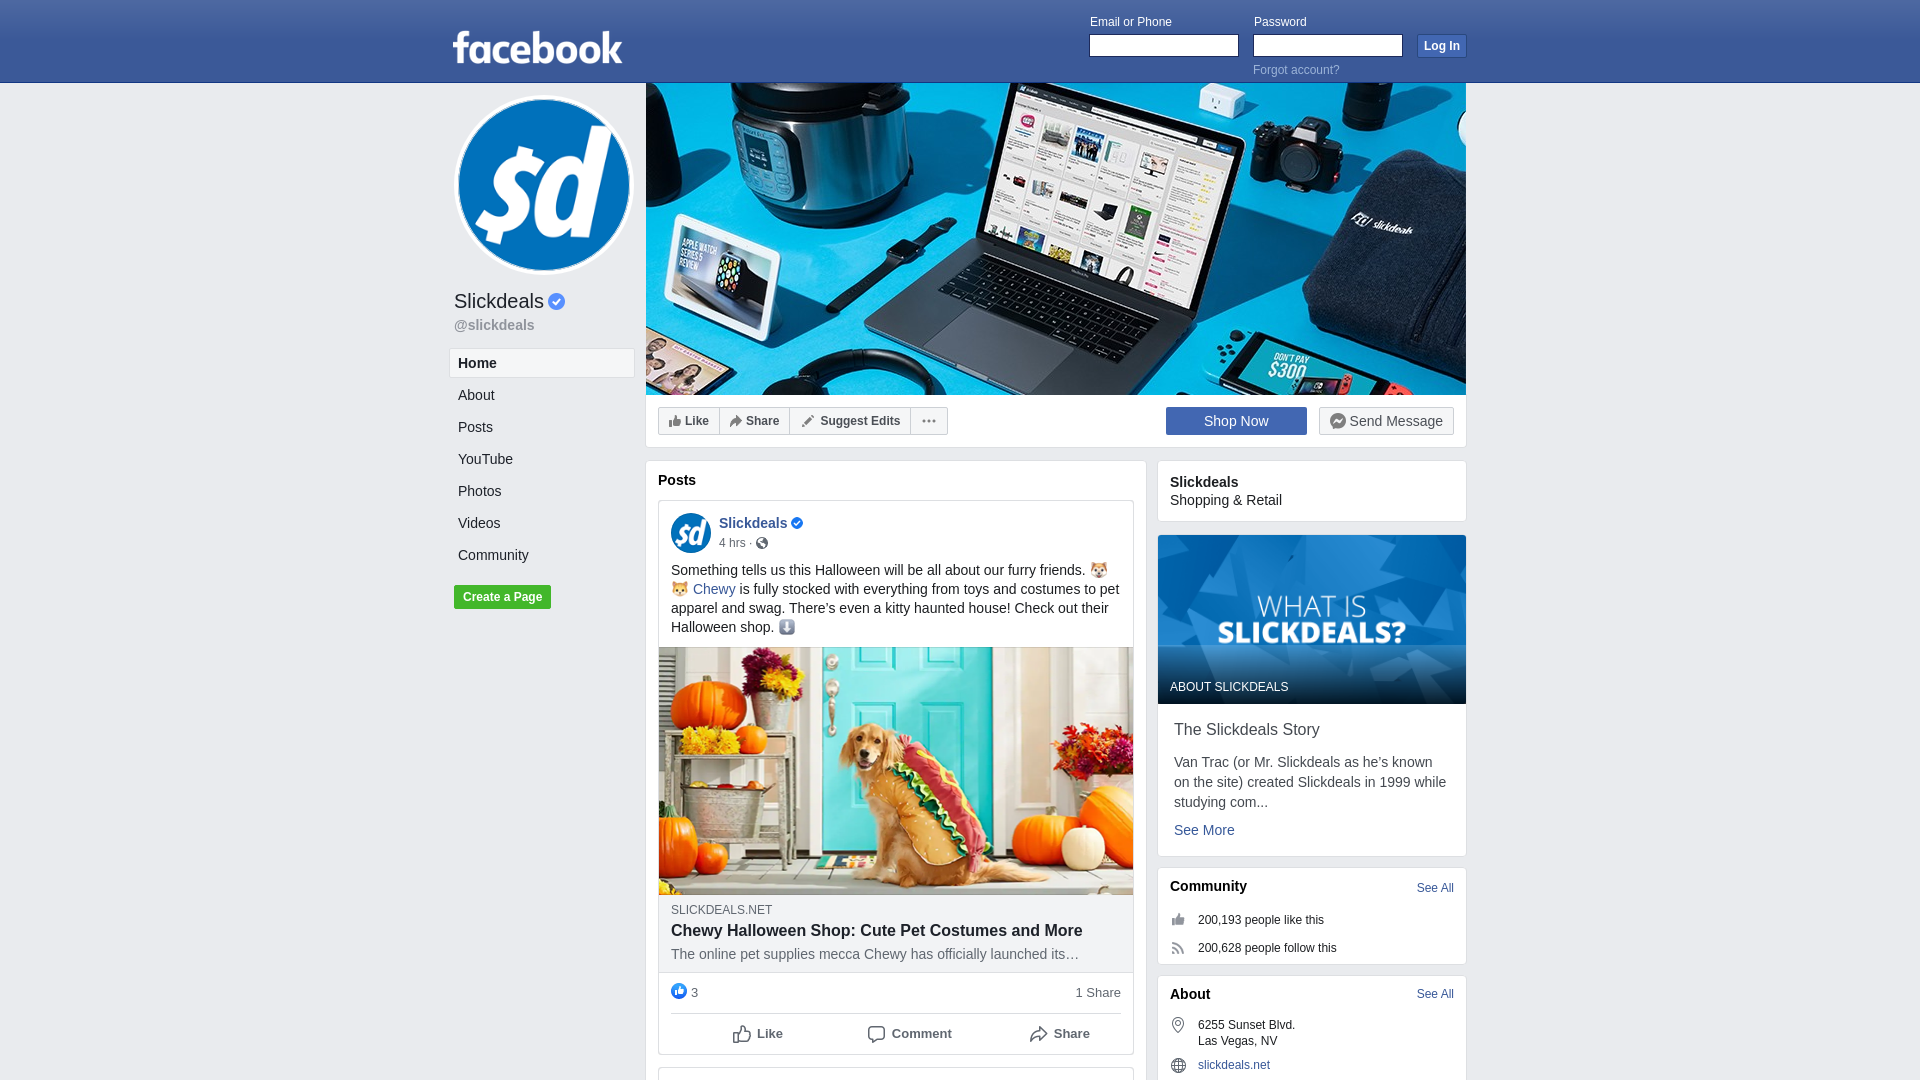 facebook
Email or Phone
Password
Log In
Forgot account?
$d
Slickdeals
@slickdeals
Home
About
Posts
YouTube
Photos
Videos
Community
Create a Page
APPLE WATCH
SERIES 5
REVIEW
slickdeals
DON'T PAY
$300
Like
Share
Suggest Edits
Shop Now
Send Message
Posts
$d
Slickdeals
4 hrs ·
Something tells us this Halloween will be all about our furry friends. 🐶
🐱 Chewy is fully stocked with everything from toys and costumes to pet
apparel and swag. There’s even a kitty haunted house! Check out their
Halloween shop. ⬇️
SLICKDEALS.NET
Chewy Halloween Shop: Cute Pet Costumes and More
The online pet supplies mecca Chewy has officially launched its…
3
1 Share
Like
Comment
Share
Slickdeals
Shopping & Retail
WHAT IS
SLICKDEALS?
ABOUT SLICKDEALS
The Slickdeals Story
Van Trac (or Mr. Slickdeals as he’s known
on the site) created Slickdeals in 1999 while
studying com...
See More
Community
See All
200,193 people like this
200,628 people follow this
About
See All
6255 Sunset Blvd.
Las Vegas, NV
slickdeals.net